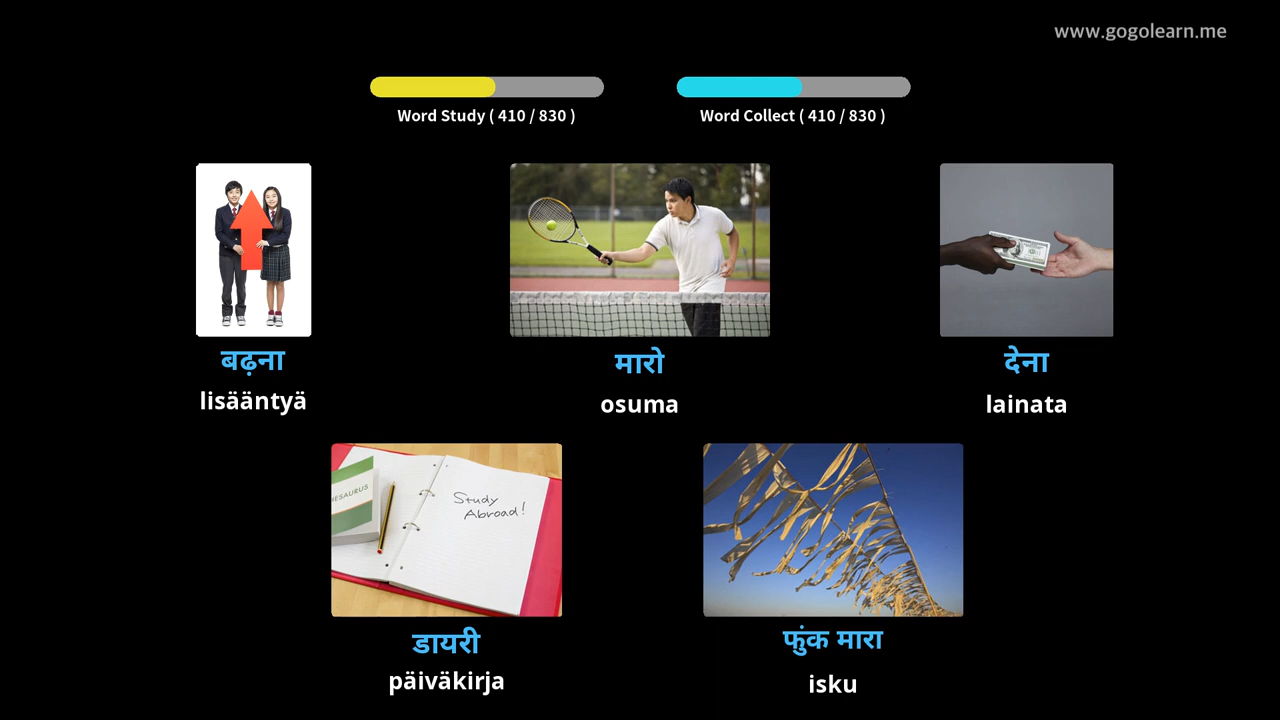 www.gogolearn.me
Word Study ( 410 / 830 )
Word Collect ( 410 / 830 )
बढ़ना
lisääntyä
मारो
osuma
देना
lainata
THESAURUS
Study
Abroad!
डायरी
päiväkirja
फुंक मारा
isku